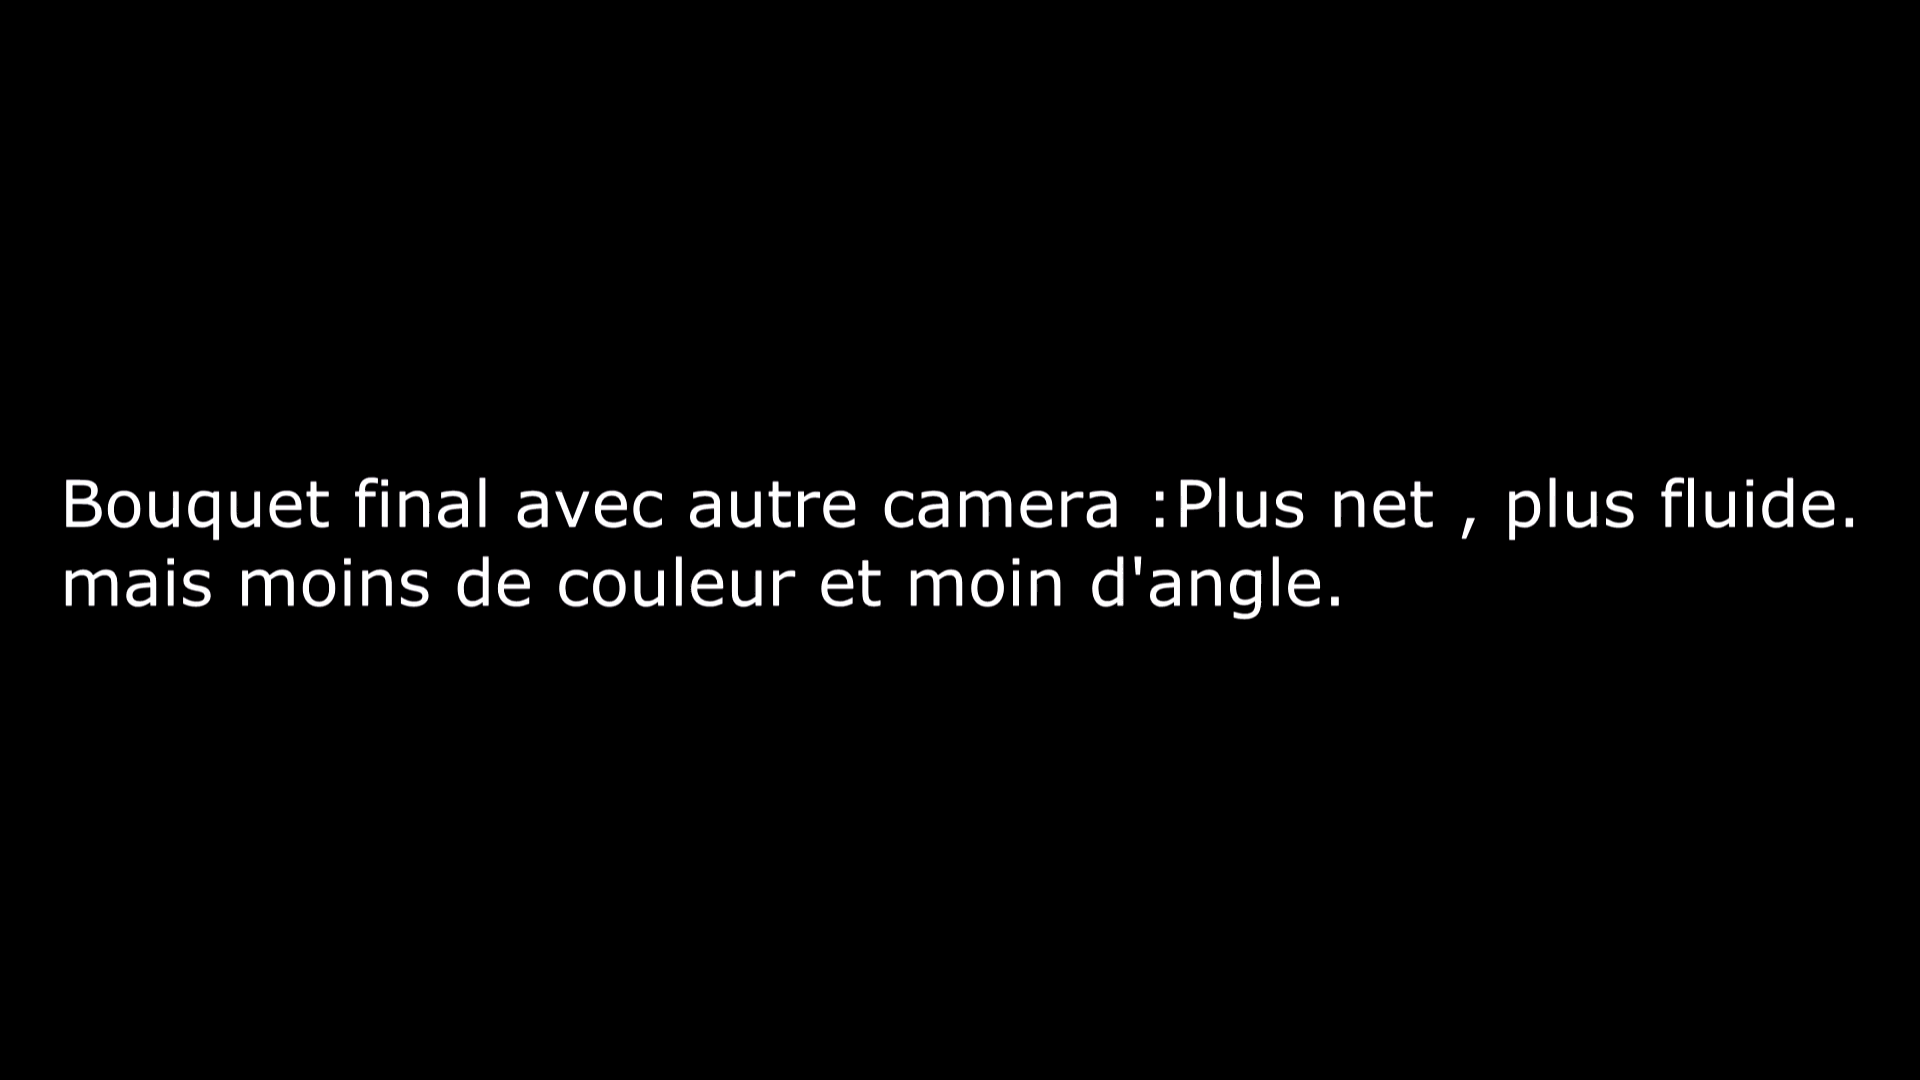 Bouquet final avec autre camera :Plus net , plus fluide.
mais moins de couleur et moin d'angle.